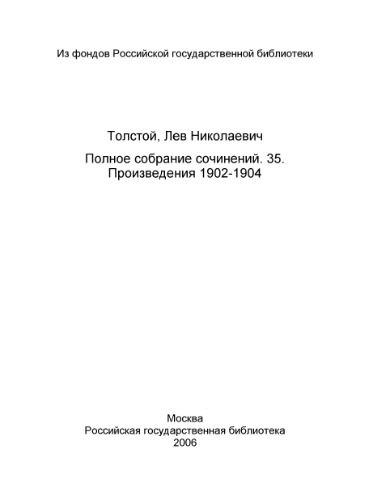 Из фондов Российской государственной библиотеки
Толстой, Лев Николаевич
Полное собрание сочинений. 35.
Произведения 1902-1904
Москва
Российская государственная библиотека
2006